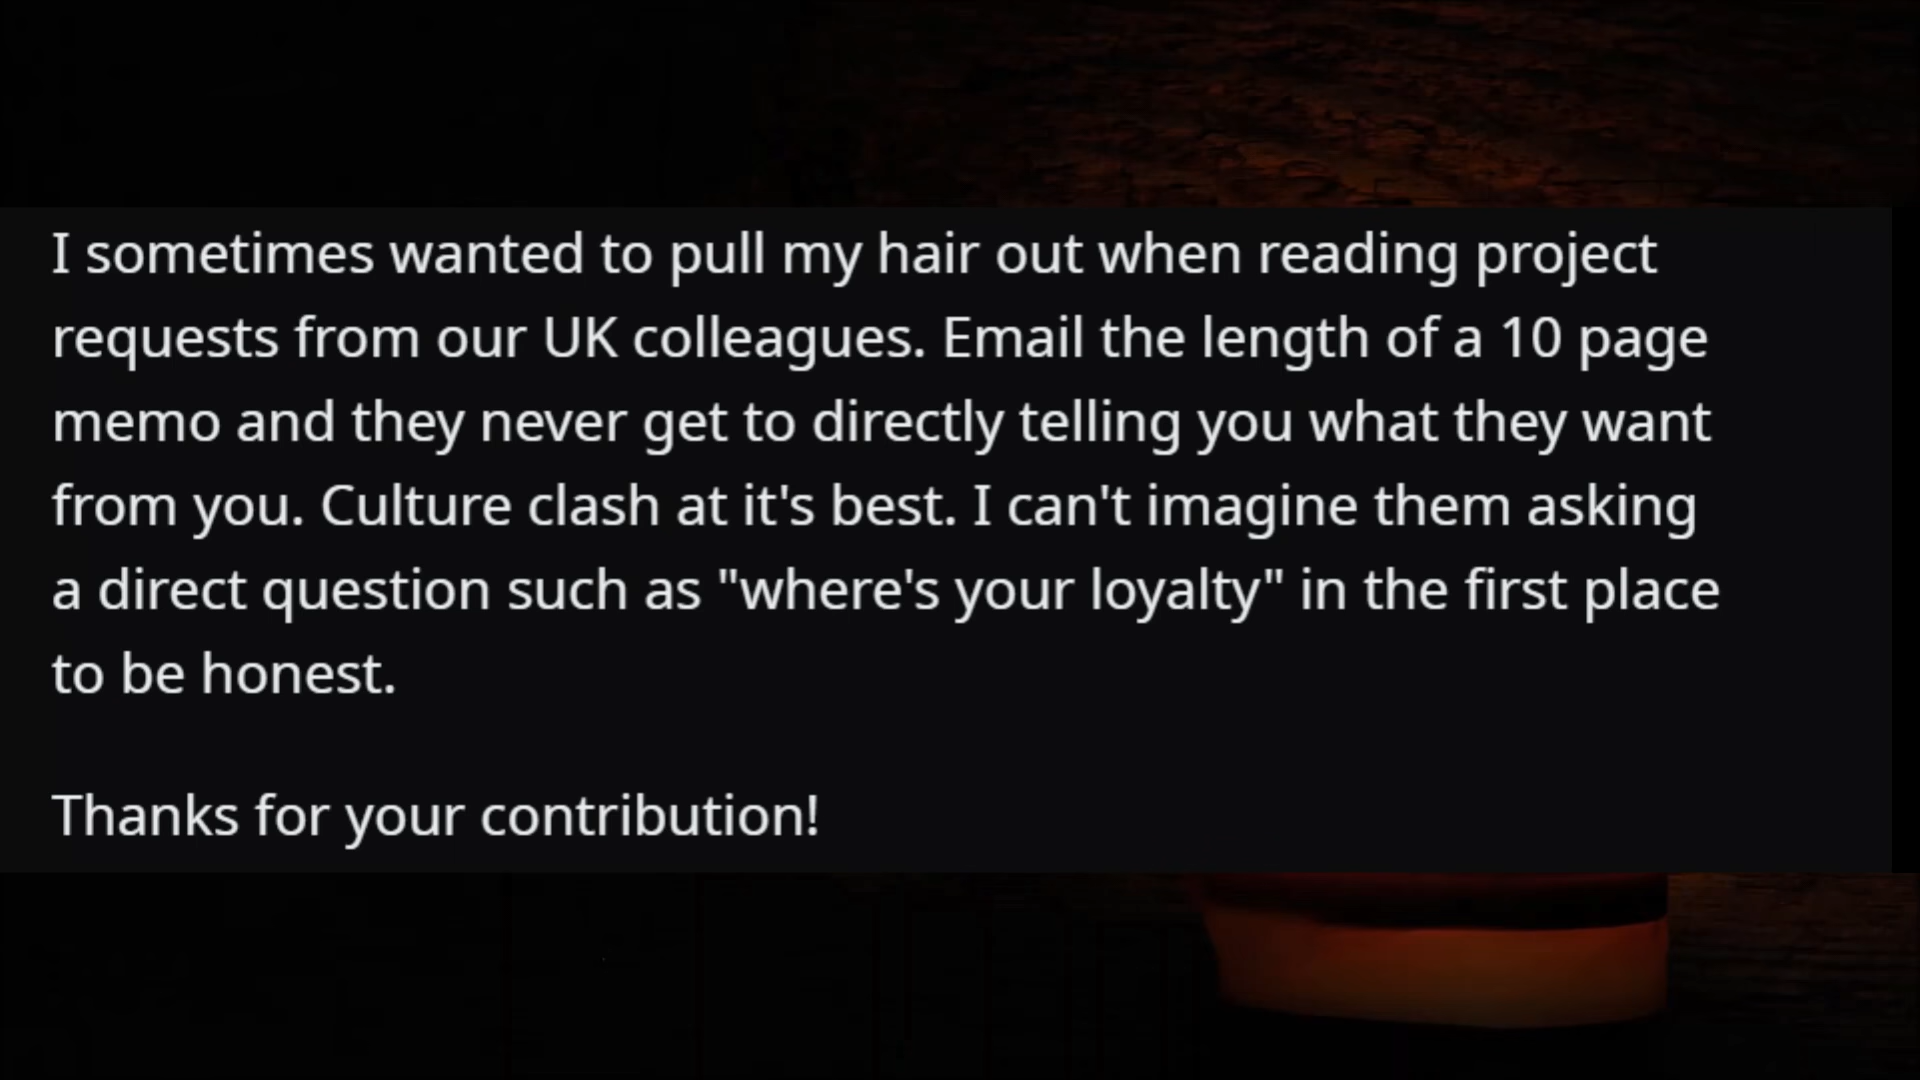 I sometimes wanted to pull my hair out when reading project
requests from our UK colleagues. Email the length of a 10 page
memo and they never get to directly telling you what they want
from you. Culture clash at it's best. I can't imagine them asking
a direct question such as "where's your loyalty" in the first place
to be honest.
Thanks for your contribution!